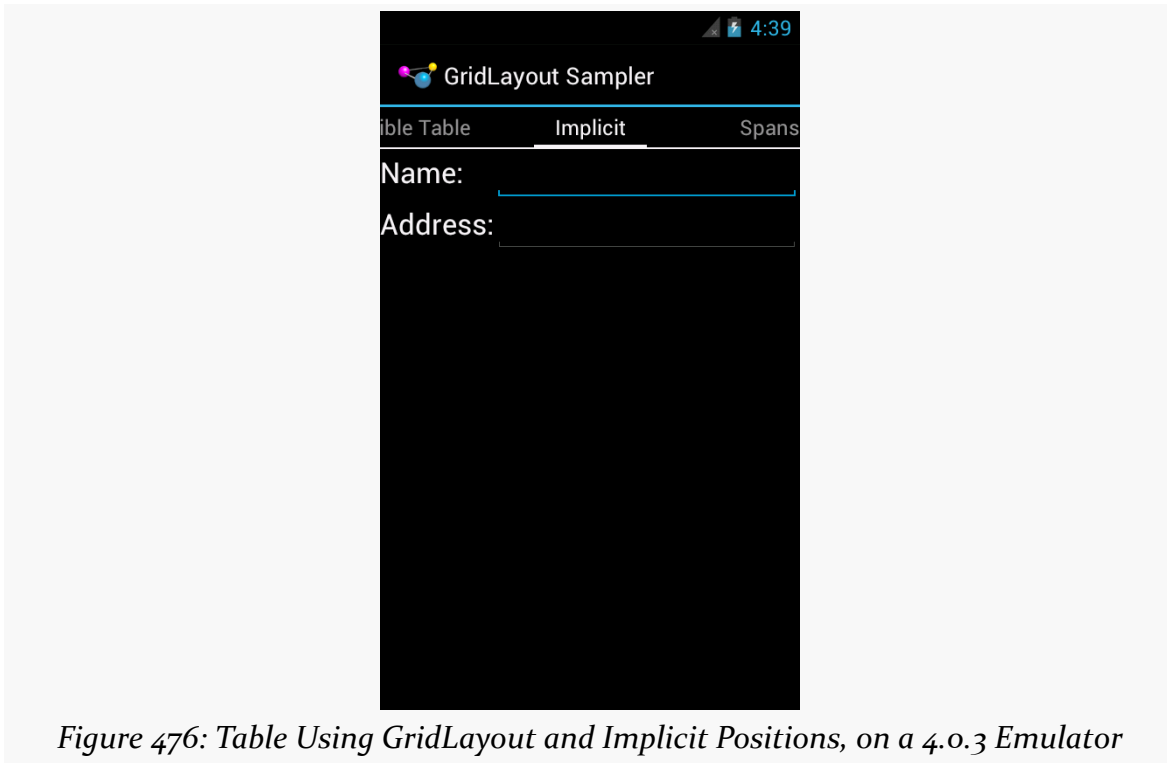 4:39
GridLayout Sampler
ible Table Implicit Spans
Name:
Address:
Figure 476: Table Using GridLayout and Implicit Positions, on a 4.0.3 Emulator